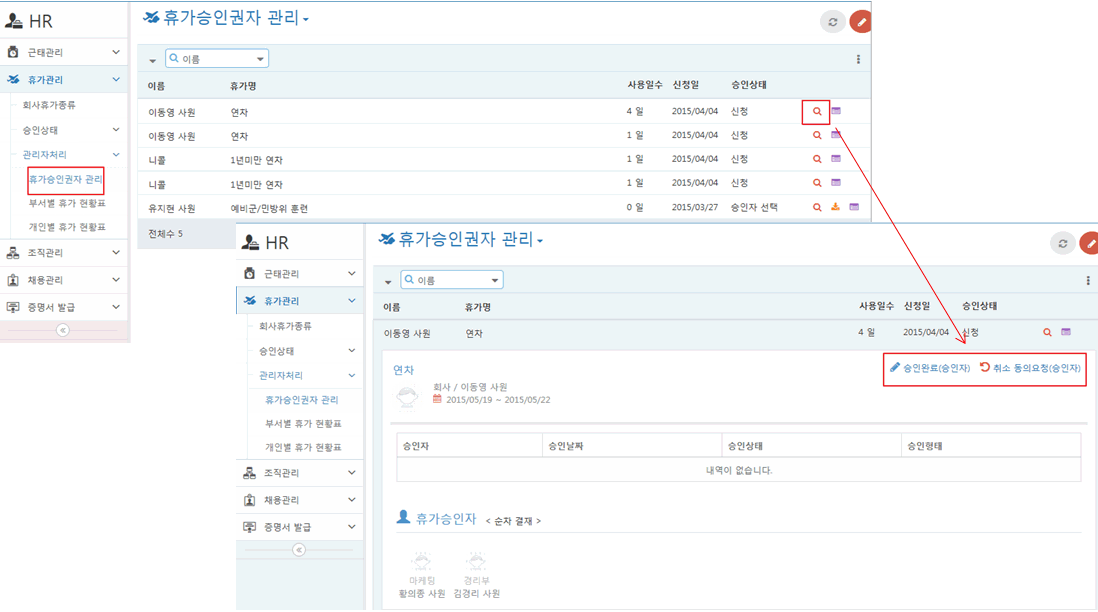 HR
근태관리
휴가관리
회사휴가종류
승인상태
관리자처리
휴가승인권자 관리
부서별 휴가 현황표
개인별 휴가 현황표
조직관리
채용관리
증명서 발급
휴가승인권자 관리
이름
이름 휴가명 사용일수 신청일 승인상태
이동영 사원 연차 4 일 2015/04/04 신청
이동영 사원 연차 1 일 2015/04/04 신청
니콜 1년미만 연차 1 일 2015/04/04 신청
니콜 1년미만 연차 1 일 2015/04/04 신청
유지현 사원 예비군/민방위 훈련 0 일 2015/03/27 승인자 선택
전체수 5
HR
근태관리
휴가관리
회사휴가종류
승인상태
관리자처리
휴가승인권자 관리
부서별 휴가 현황표
개인별 휴가 현황표
조직관리
채용관리
증명서 발급
휴가승인권자 관리
이름
이름 휴가명 사용일수 신청일 승인상태
이동영 사원 연차 4 일 2015/04/04 신청
연차 승인완료(승인자) 취소 동의요청(승인자)
회사 / 이동영 사원
2015/05/19 ~ 2015/05/22
승인자 승인날짜 승인상태 승인형태
내역이 없습니다.
휴가승인자 < 순차 결재 >
마케팅 경리부
황의종 사원 김경리 사원